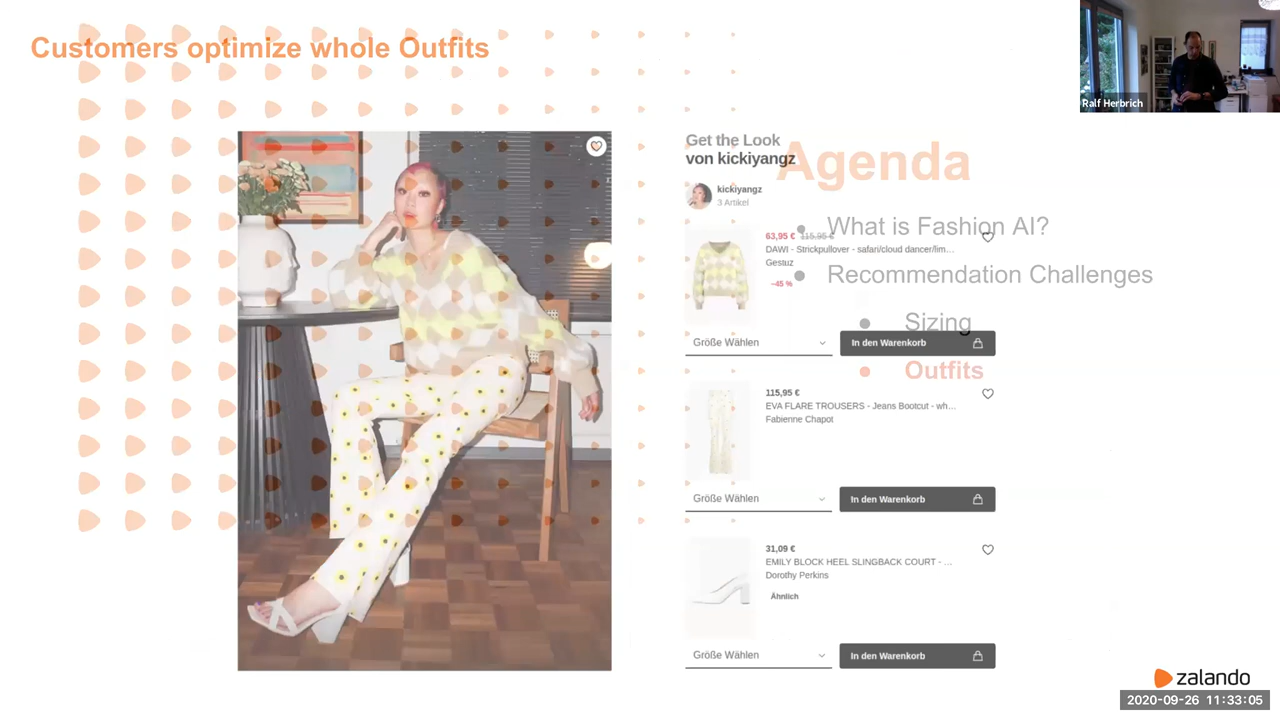 Customers optimize whole Outfits
Ralf Herbrich
Get the Look
von kickiyangz
kickiyangz
3 Artikel
63,95 € 115,95 €
DAWI - Strickpullover - safari/cloud dancer/lim...
Gestuz
-45 %
Größe Wählen
In den Warenkorb
115,95 €
EVA FLARE TROUSERS - Jeans Bootcut - wh...
Fabienne Chapot
Größe Wählen
In den Warenkorb
31,09 €
EMILY BLOCK HEEL SLINGBACK COURT - ...
Dorothy Perkins
Ähnlich
Größe Wählen
In den Warenkorb
Agenda
What is Fashion AI?
Recommendation Challenges
Sizing
Outfits
zalando
2020-09-26 11:33:05